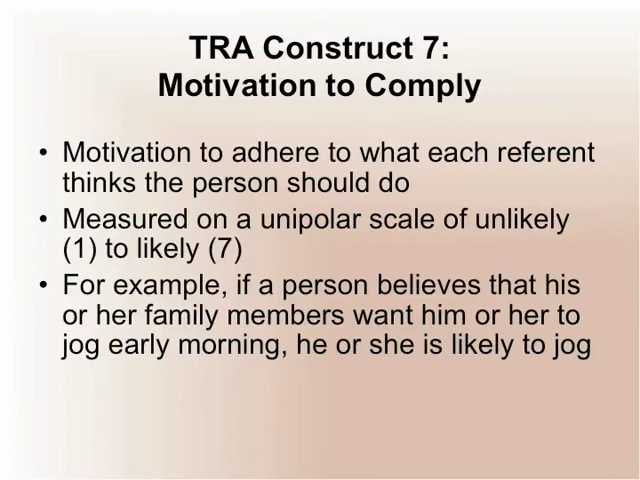 TRA Construct 7:
Motivation to Comply
• Motivation to adhere to what each referent
thinks the person should do
• Measured on a unipolar scale of unlikely
(1) to likely (7)
• For example, if a person believes that his
or her family members want him or her to
jog early morning, he or she is likely to jog